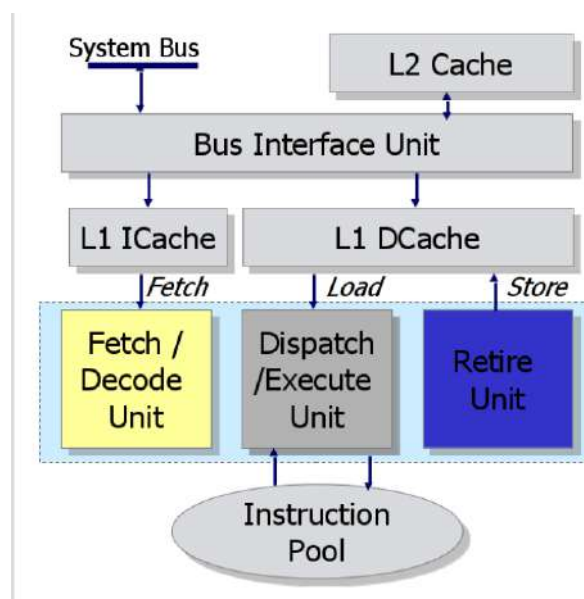 System Bus
L2 Cache
Bus Interface Unit
L1 ICache
L1 DCache
Fetch
Load
Store
Fetch /
Decode
Unit
Dispatch
/Execute
Unit
Retire
Unit
Instruction
Pool